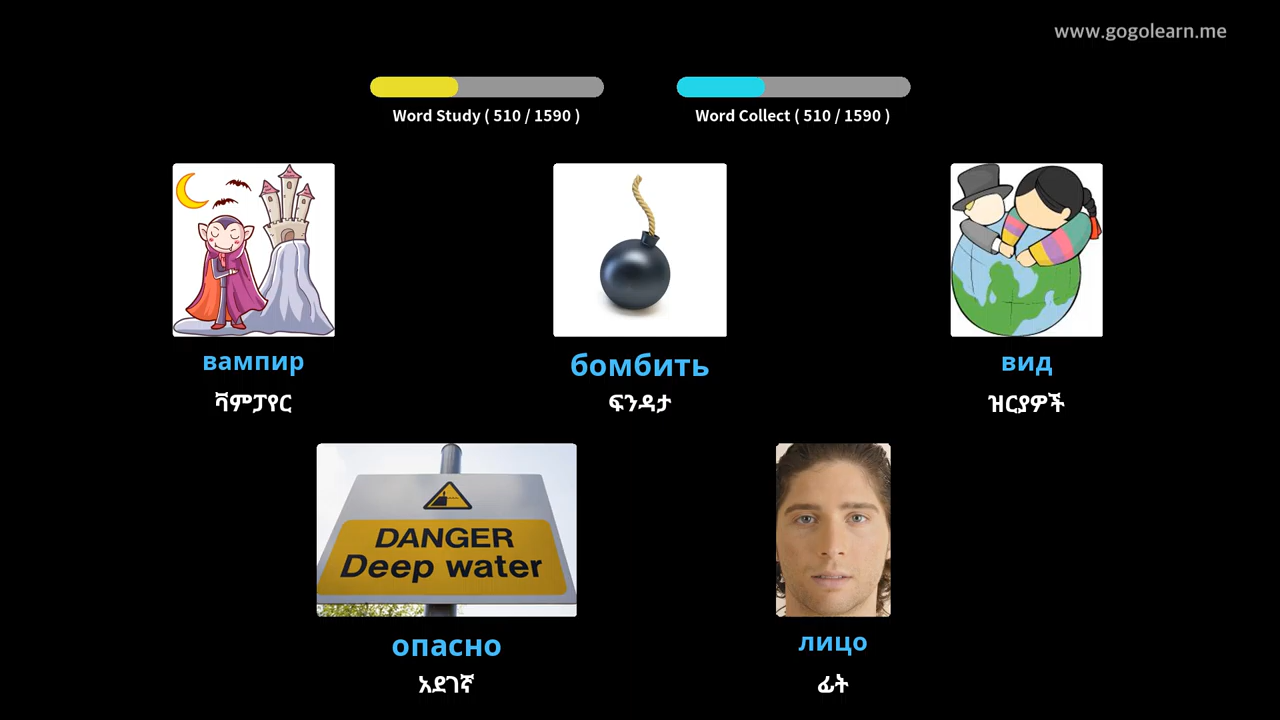 www.gogolearn.me
Word Study ( 510 / 1590 )
Word Collect ( 510 / 1590 )
вампир
ቫምፓየር
бомбить
ፍንዳታ
вид
ዝርያዎች
DANGER
Deep water
опасно
አደገኛ
лицо
ፊት